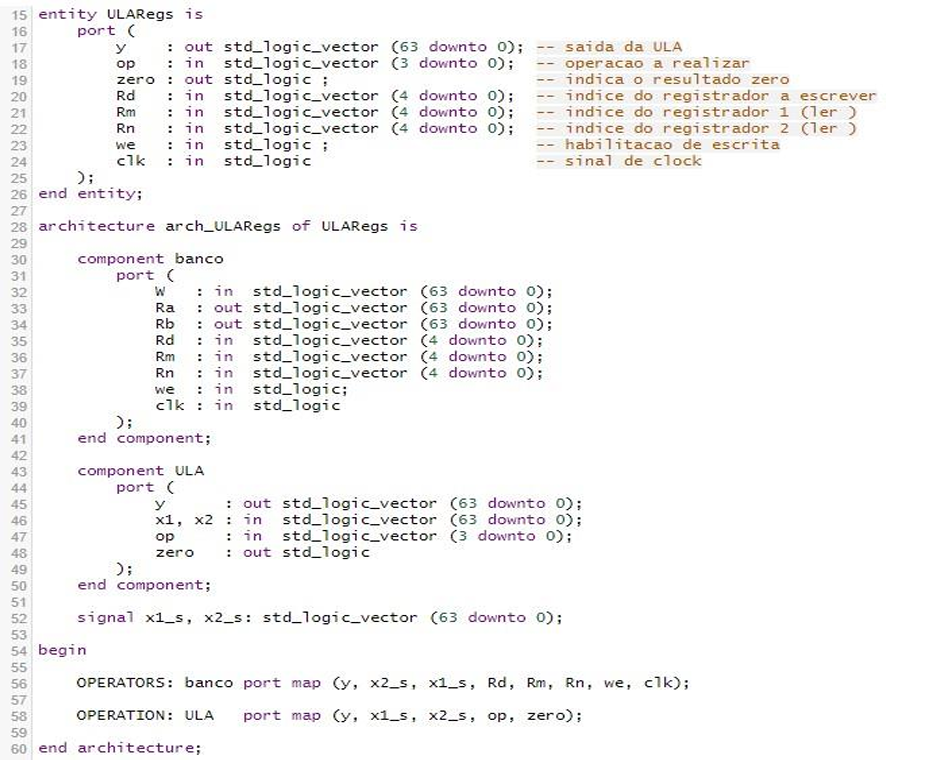 15 entity ULARegs is
16     port (
17         y    : out std_logic_vector (63 downto 0); -- saida da ULA
18         op   : in  std_logic_vector (3 downto 0);  -- operacao a realizar
19         zero : out std_logic ;                     -- indica o resultado zero
20         Rd   : in  std_logic_vector (4 downto 0);  -- indice do registrador a escrever
21         Rm   : in  std_logic_vector (4 downto 0);  -- indice do registrador 1 (ler )
22         Rn   : in  std_logic_vector (4 downto 0);  -- indice do registrador 2 (ler )
23         we   : in  std_logic ;                     -- habilitacao de escrita
24         clk  : in  std_logic                       -- sinal de clock
25     );
26 end entity;
27
28 architecture arch_ULARegs of ULARegs is
29
30     component banco
31         port (
32             W   : in  std_logic_vector (63 downto 0);
33             Ra  : out std_logic_vector (63 downto 0);
34             Rb  : out std_logic_vector (63 downto 0);
35             Rd  : in  std_logic_vector (4 downto 0);
36             Rm  : in  std_logic_vector (4 downto 0);
37             Rn  : in  std_logic_vector (4 downto 0);
38             we  : in  std_logic;
39             clk : in  std_logic
40         );
41     end component;
42
43     component ULA
44         port (
45             y      : out std_logic_vector (63 downto 0);
46             x1, x2 : in  std_logic_vector (63 downto 0);
47             op     : in  std_logic_vector (3 downto 0);
48             zero   : out std_logic
49         );
50     end component;
51
52     signal x1_s, x2_s: std_logic_vector (63 downto 0);
53
54 begin
55
56     OPERATORS: banco port map (y, x2_s, x1_s, Rd, Rm, Rn, we, clk);
57
58     OPERATION: ULA   port map (y, x1_s, x2_s, op, zero);
59
60 end architecture;